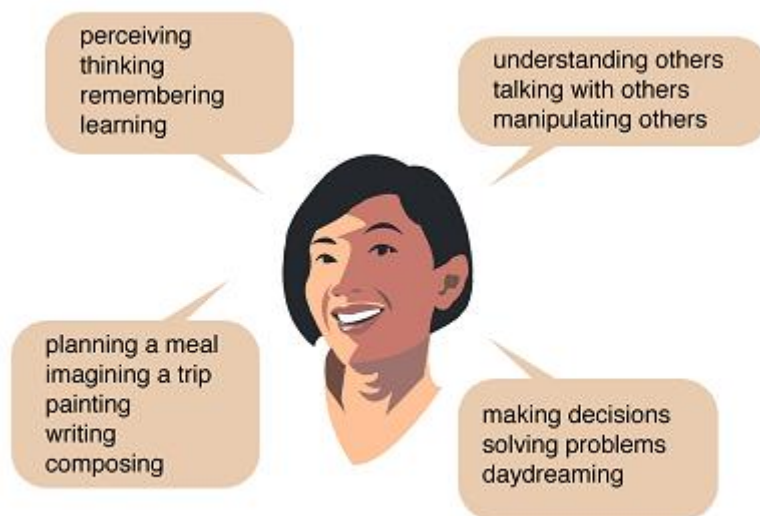 perceiving
thinking
remembering
learning
understanding others
talking with others
manipulating others
planning a meal
imagining a trip
painting
writing
composing
making decisions
solving problems
daydreaming